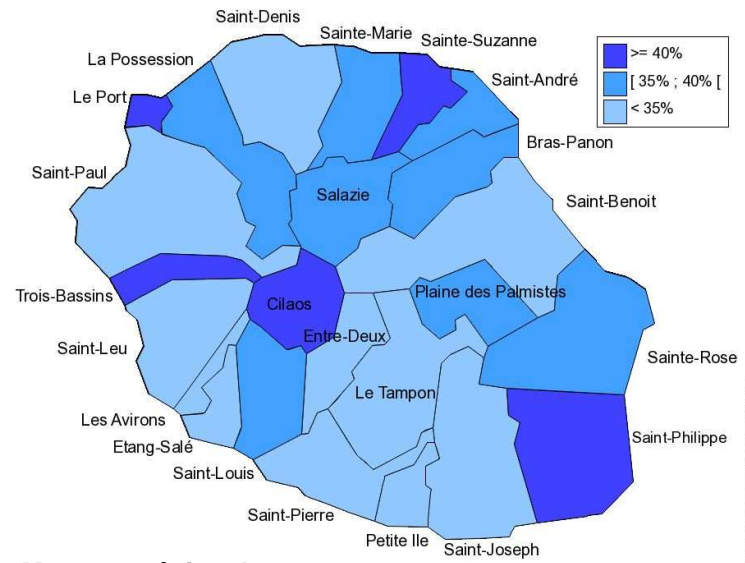 Saint-Denis
Sainte-Marie
Sainte-Suzanne
La Possession
Saint-André
Le Port
>= 40%
[ 35% ; 40% [
< 35%
Bras-Panon
Saint-Paul
Salazie
Saint-Benoit
Trois-Bassins
Cilaos
Plaine des Palmistes
Entre-Deux
Saint-Leu
Sainte-Rose
Le Tampon
Les Avirons
Etang-Salé
Saint-Philippe
Saint-Louis
Saint-Pierre
Petite Ile
Saint-Joseph